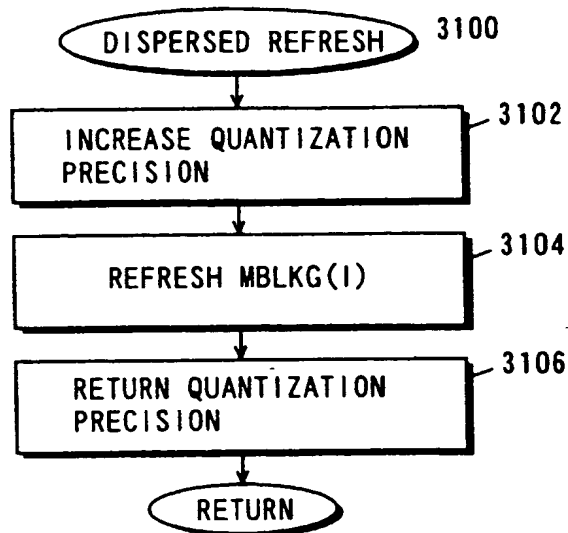 DISPERSED REFRESH
3100
3102
INCREASE QUANTIZATION
PRECISION
3104
REFRESH MBLKG(I)
3106
RETURN QUANTIZATION
PRECISION
RETURN